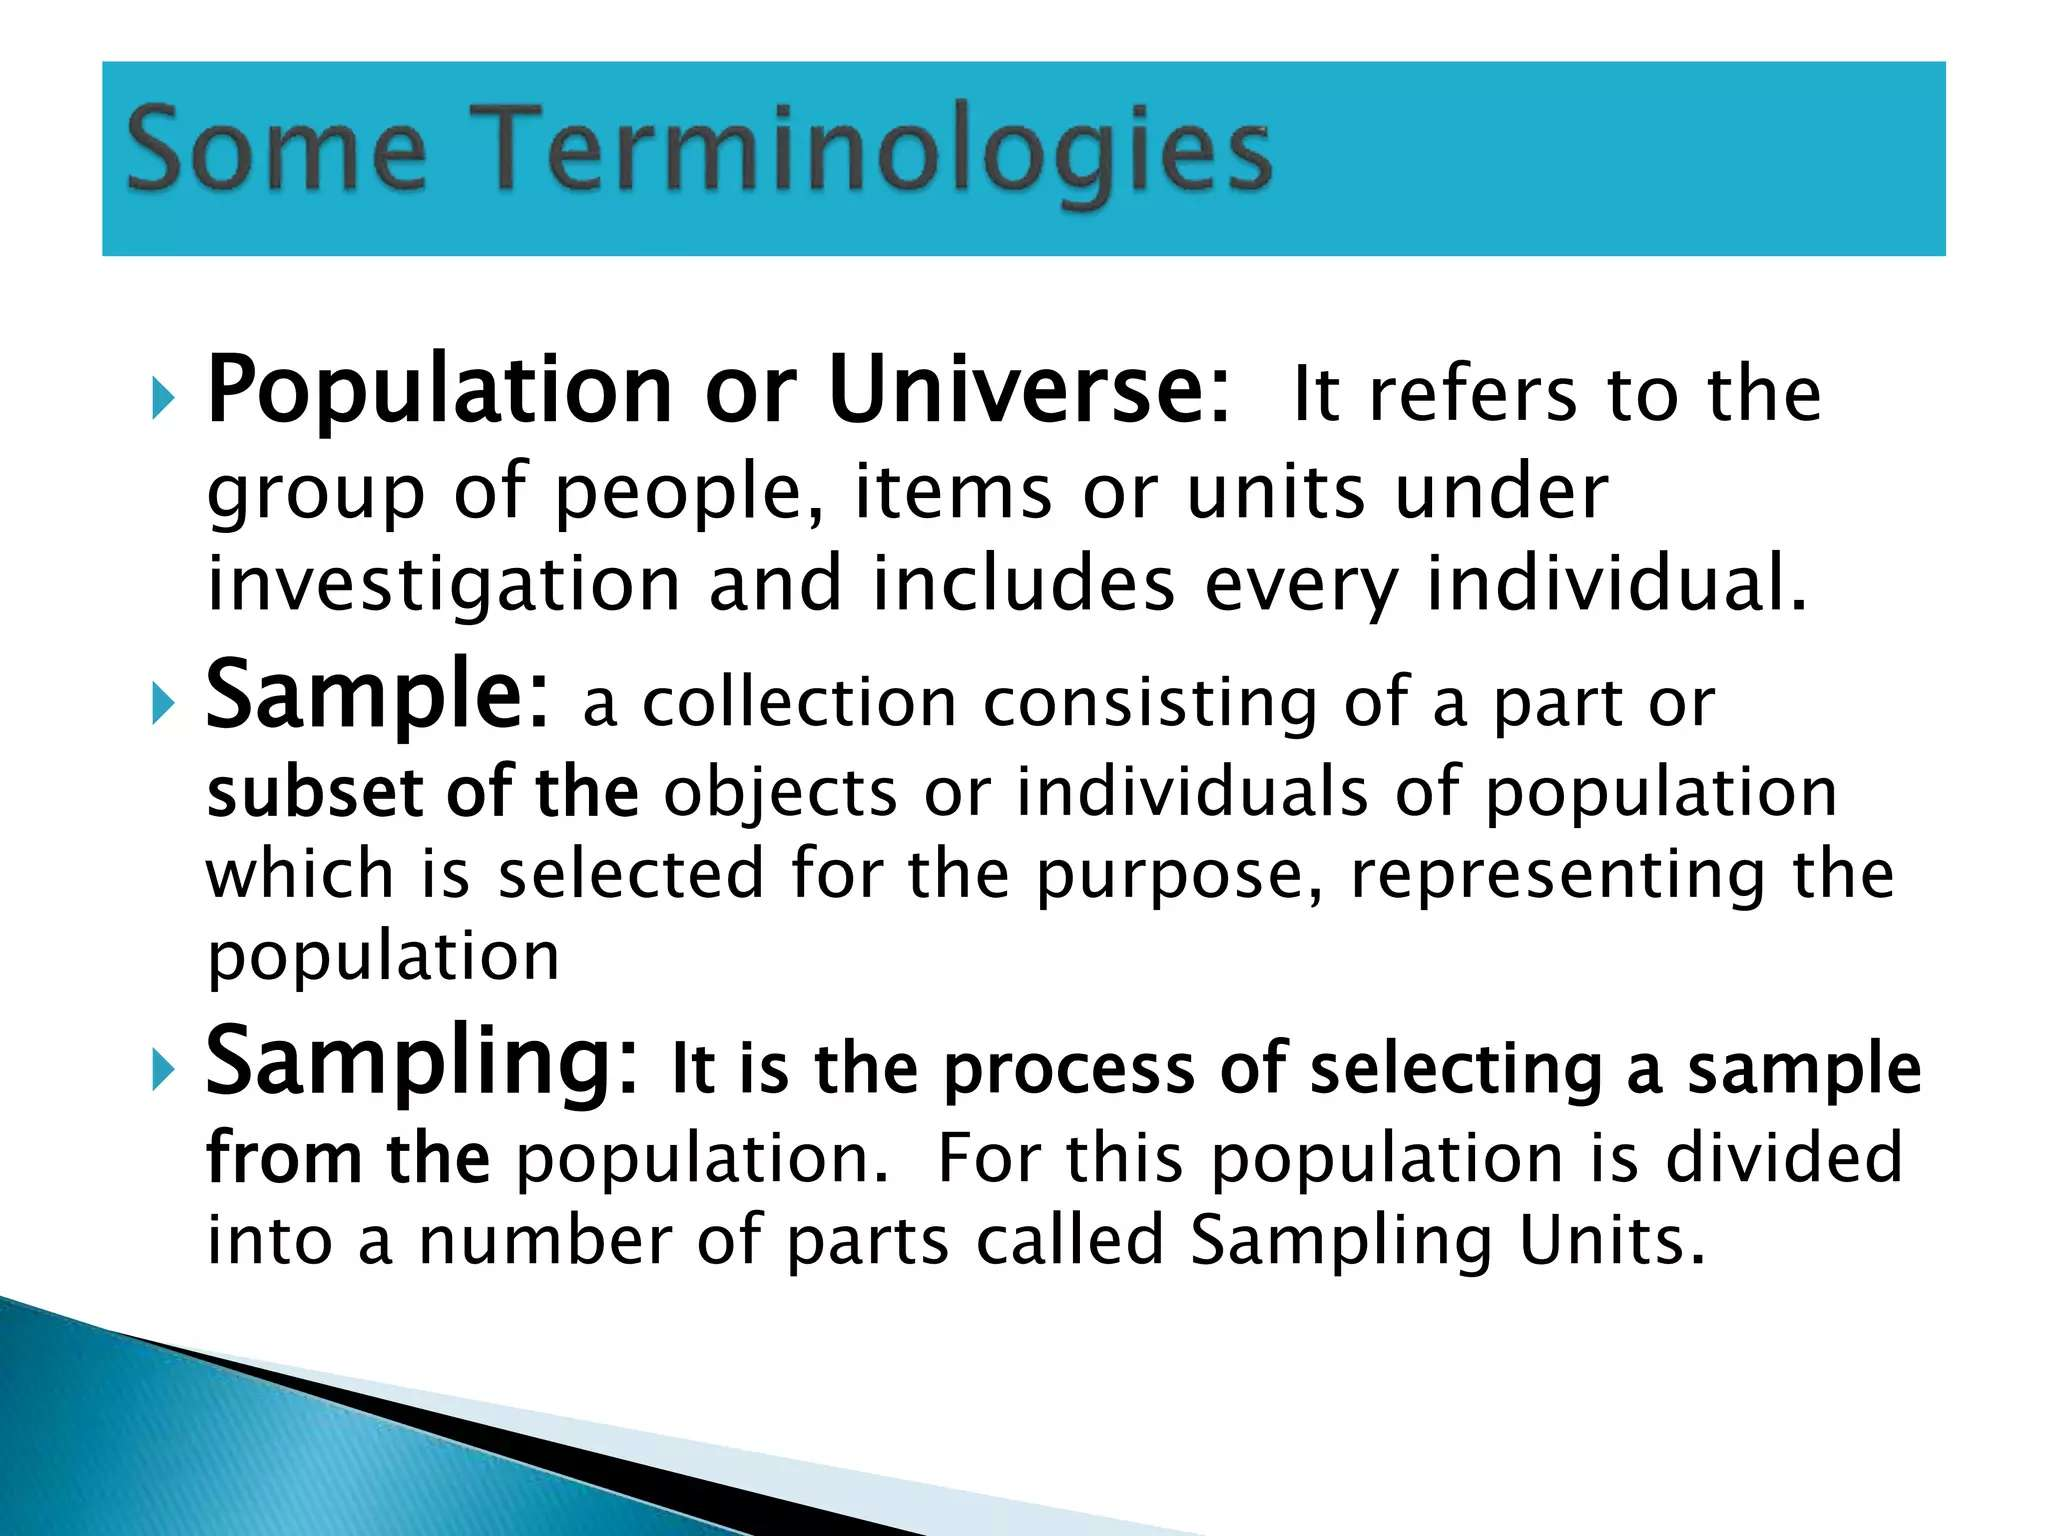 Some Terminologies
Population or Universe: It refers to the
group of people, items or units under
investigation and includes every individual.
Sample: a collection consisting of a part or
subset of the objects or individuals of population
which is selected for the purpose, representing the
population
Sampling: It is the process of selecting a sample
from the population. For this population is divided
into a number of parts called Sampling Units.